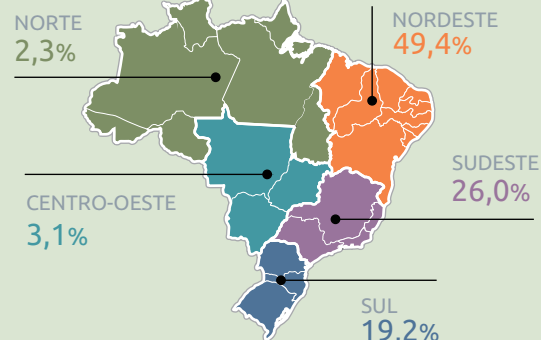 NORTE
2,3%
NORDESTE
49,4%
SUDESTE
26,0%
CENTRO-OESTE
3,1%
SUL
19,2%